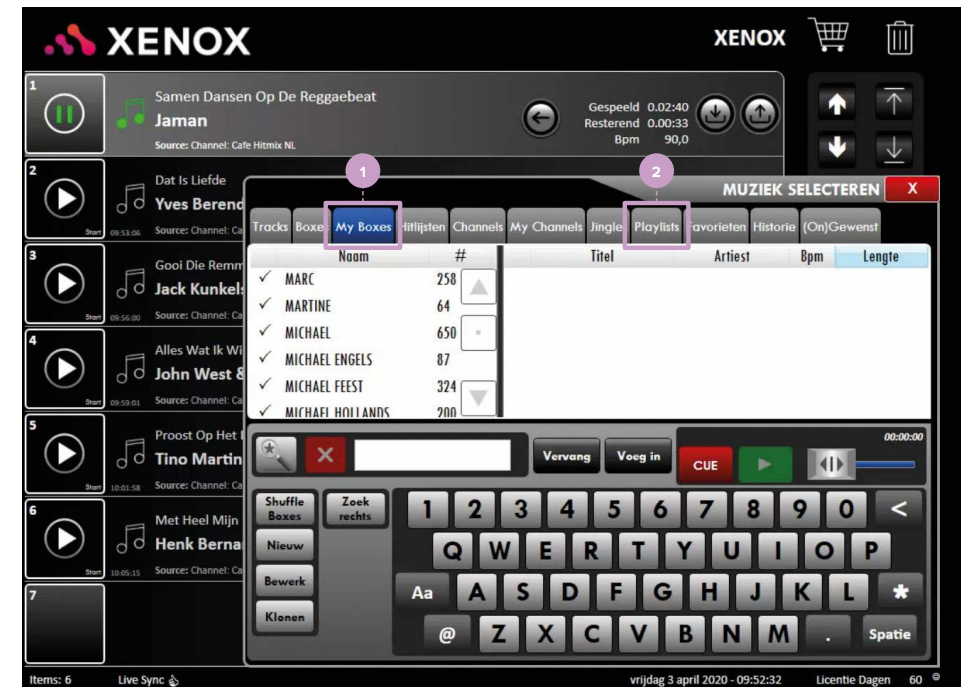 XENOX
XENOX
1
Samen Dansen Op De Reggaebeat
Jaman
Source: Channel: Cafe Hitmix NL
Gespeeld 0.02:40
Resterend 0.00:33
Bpm 90,0
2
Dat Is Liefde
Yves Berend
Start 09:53:06 Source: Channel: Ca
1
2
MUZIEK SELECTEREN X
Tracks Boxe My Boxes Hitlijsten Channels My Channels Jingle Playlists Favorieten Historie (On)Gewenst
Naam # Titel Artiest Bpm Lengte
3
Gooi Die Remm
Jack Kunkel
Start 09:56:00 Source: Channel: Ca
✓ MARC 258
✓ MARTINE 64
✓ MICHAEL 650
✓ MICHAEL ENGELS 87
✓ MICHAEL FEEST 324
✓ MICHAEL HOLLANDS 200
4
Alles Wat Ik Wi
John West &
Start 09:59:01 Source: Channel: Ca
5
Proost Op Het
Tino Martin
Start 10:01:58 Source: Channel: Ca
Vervang Voeg in CUE 00:00:00
6
Met Heel Mijn
Henk Berna
Start 10:05:15 Source: Channel: Ca
7
Shuffle Boxes
Zoek rechts
Nieuw
Bewerk
Klonen
1 2 3 4 5 6 7 8 9 0 <
Q W E R T Y U I O P
Aa A S D F G H J K L *
@ Z X C V B N M . Spatie
Items: 6 Live Sync vrijdag 3 april 2020 - 09:52:32 Licentie Dagen 60